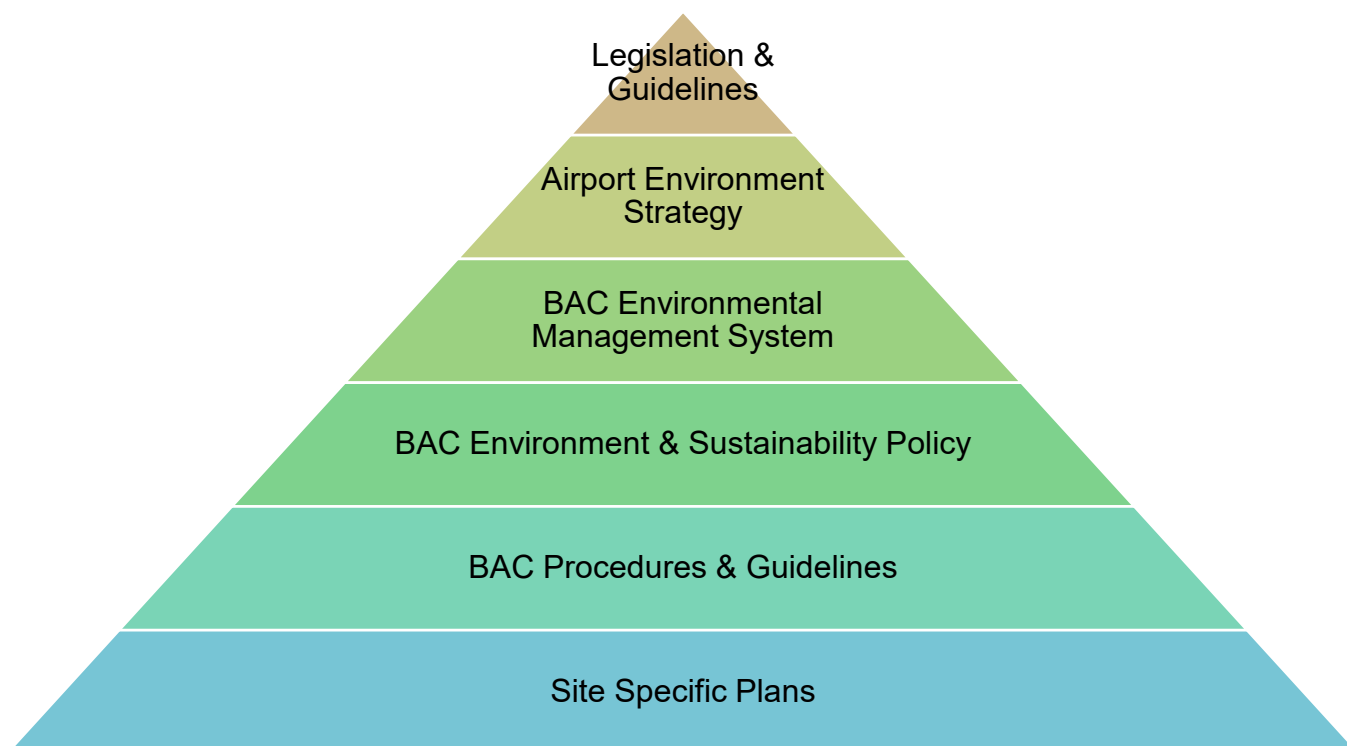 Legislation &
Guidelines
Airport Environment
Strategy
BAC Environmental
Management System
BAC Environment & Sustainability Policy
BAC Procedures & Guidelines
Site Specific Plans